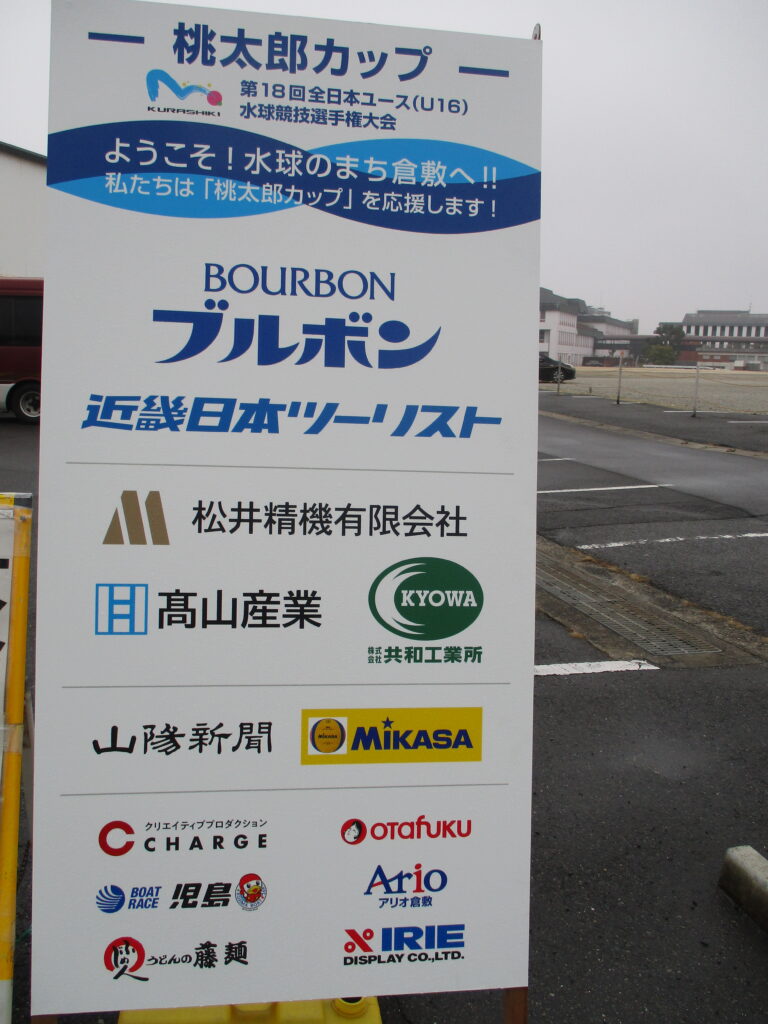 桃太郎カップ
KURASHIKI
第18回全日本ユース(U16)
水球競技選手権大会
ようこそ！水球のまち倉敷へ!!
私たちは「桃太郎カップ」を応援します！
BOURBON
ブルボン
近畿日本ツーリスト
松井精機有限会社
髙山産業
KYOWA
株式会社共和工業所
山陽新聞
MIKASA MiKASA
クリエイティブプロダクション
CHARGE
OTAFUKU
BOAT RACE 児島
Ario
アリオ倉敷
ふの人 うどんの藤麺
IRIE
DISPLAY CO.,LTD.